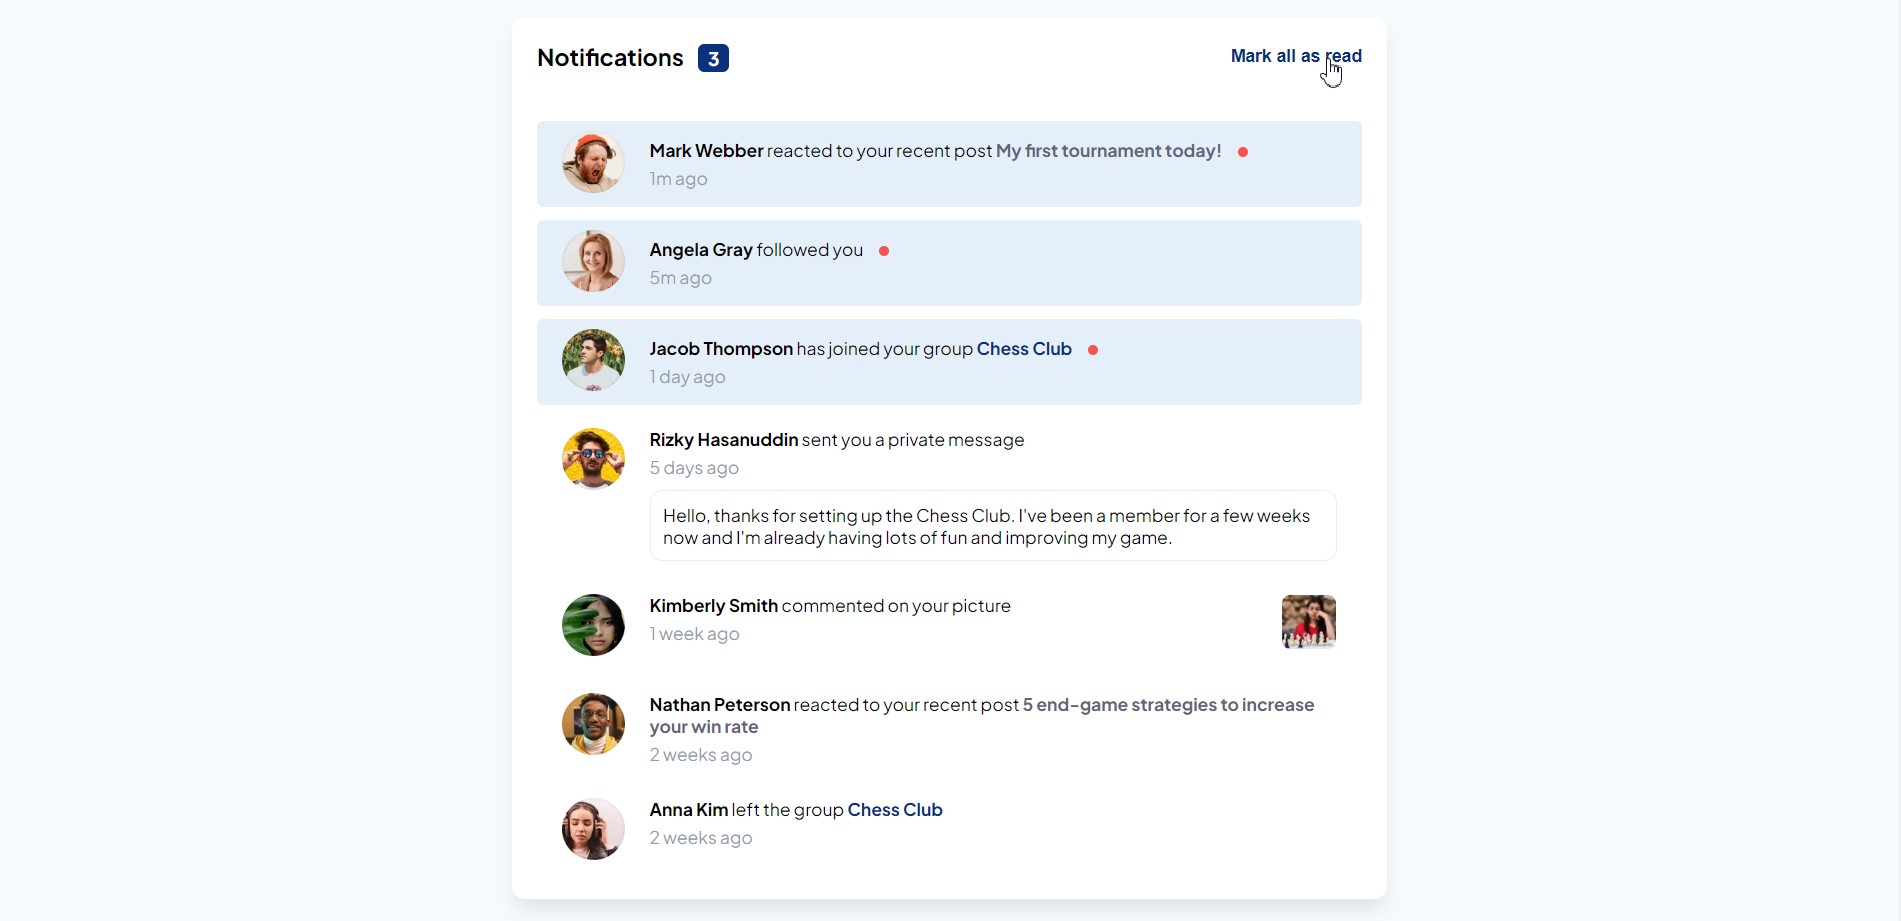 Notifications 3
Mark all as read
Mark Webber reacted to your recent post My first tournament today!
1m ago
Angela Gray followed you
5m ago
Jacob Thompson has joined your group Chess Club
1 day ago
Rizky Hasanuddin sent you a private message
5 days ago
Hello, thanks for setting up the Chess Club. I've been a member for a few weeks
now and I'm already having lots of fun and improving my game.
Kimberly Smith commented on your picture
1 week ago
Nathan Peterson reacted to your recent post 5 end-game strategies to increase
your win rate
2 weeks ago
Anna Kim left the group Chess Club
2 weeks ago